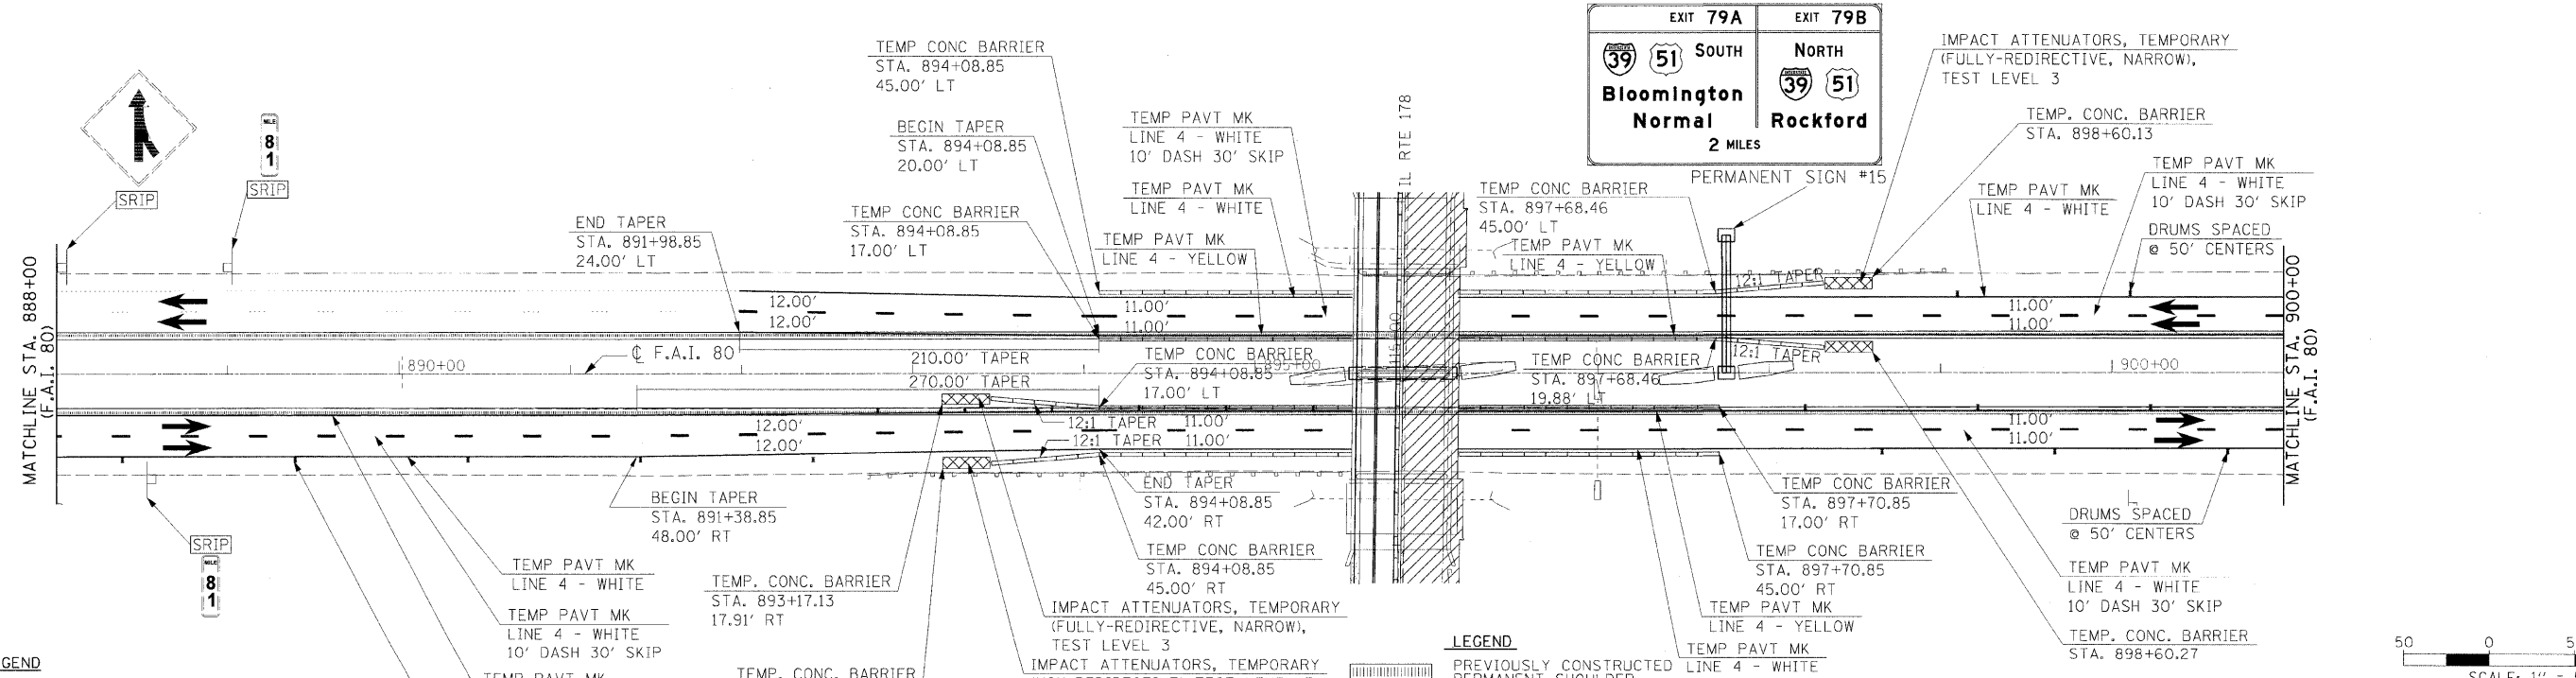 EXIT 79A
EXIT 79B
39 51 SOUTH
NORTH
39 51
Bloomington
Normal
Rockford
2 MILES
PERMANENT SIGN #15
IMPACT ATTENUATORS, TEMPORARY
(FULLY-REDIRECTIVE, NARROW),
TEST LEVEL 3
TEMP. CONC. BARRIER
STA. 898+60.13
TEMP PAVT MK
LINE 4 - WHITE
10' DASH 30' SKIP
TEMP PAVT MK
LINE 4 - WHITE
DRUMS SPACED
@ 50' CENTERS
TEMP CONC BARRIER
STA. 894+08.85
45.00' LT
BEGIN TAPER
STA. 894+08.85
20.00' LT
TEMP CONC BARRIER
STA. 894+08.85
17.00' LT
END TAPER
STA. 891+98.85
24.00' LT
TEMP PAVT MK
LINE 4 - WHITE
10' DASH 30' SKIP
TEMP PAVT MK
LINE 4 - WHITE
TEMP PAVT MK
LINE 4 - YELLOW
IL RTE 178
TEMP CONC BARRIER
STA. 897+68.46
45.00' LT
TEMP PAVT MK
LINE 4 - YELLOW
SRIP
MILE
8
1
SRIP
MATCHLINE STA. 888+00
(F.A.I. 80)
12.00'
12.00'
11.00'
11.00'
12:1 TAPER
11.00'
11.00'
MATCHLINE STA. 900+00
(F.A.I. 80)
890+00
℄ F.A.I. 80
210.00' TAPER
270.00' TAPER
TEMP CONC BARRIER
STA. 894+08.85
17.00' LT
895+00
TEMP CONC BARRIER
STA. 897+68.46
19.88' LT
12:1 TAPER
900+00
12.00'
12.00'
12:1 TAPER
12:1 TAPER
11.00'
11.00'
11.00'
SRIP
MILE
8
1
BEGIN TAPER
STA. 891+38.85
48.00' RT
TEMP PAVT MK
LINE 4 - WHITE
TEMP PAVT MK
LINE 4 - WHITE
10' DASH 30' SKIP
TEMP PAVT MK
TEMP. CONC. BARRIER
STA. 893+17.13
17.91' RT
TEMP. CONC. BARRIER
END TAPER
STA. 894+08.85
42.00' RT
TEMP CONC BARRIER
STA. 894+08.85
45.00' RT
IMPACT ATTENUATORS, TEMPORARY
(FULLY-REDIRECTIVE, NARROW),
TEST LEVEL 3
IMPACT ATTENUATORS, TEMPORARY
TEMP CONC BARRIER
STA. 897+70.85
17.00' RT
TEMP CONC BARRIER
STA. 897+70.85
45.00' RT
TEMP PAVT MK
LINE 4 - YELLOW
TEMP PAVT MK
LINE 4 - WHITE
DRUMS SPACED
@ 50' CENTERS
TEMP PAVT MK
LINE 4 - WHITE
10' DASH 30' SKIP
TEMP. CONC. BARRIER
STA. 898+60.27
LEGEND
PREVIOUSLY CONSTRUCTED
PERMANENT SHOULDER
GEND
50 0 5
SCALE: 1" =